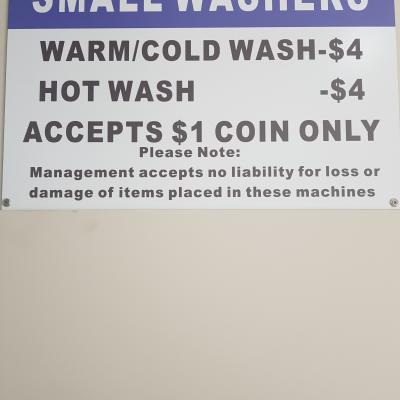 SMALL WASHERS
WARM/COLD WASH-$4
HOT WASH -$4
ACCEPTS $1 COIN ONLY
Please Note:
Management accepts no liability for loss or
damage of items placed in these machines